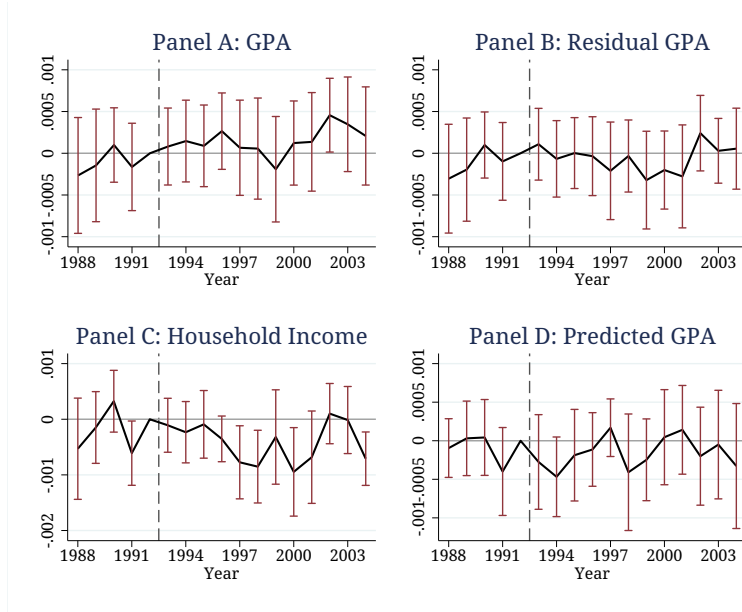 Panel A: GPA
.001
.0005
0
-.0005
-.001
1988 1991 1994 1997 2000 2003
Year
Panel B: Residual GPA
.001
.0005
0
-.0005
-.001
1988 1991 1994 1997 2000 2003
Year
Panel C: Household Income
.001
0
-.001
-.002
1988 1991 1994 1997 2000 2003
Year
Panel D: Predicted GPA
.001
.0005
0
-.0005
-.001
1988 1991 1994 1997 2000 2003
Year